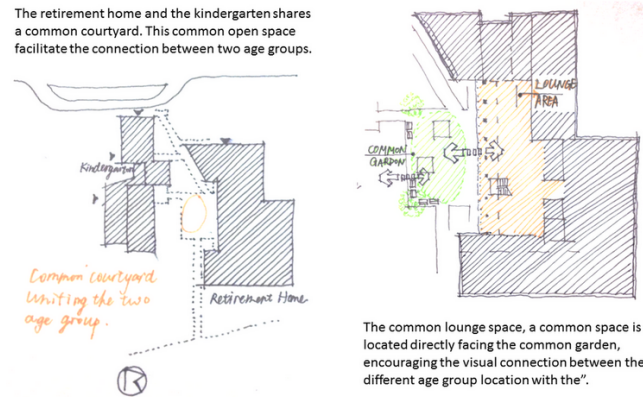 The retirement home and the kindergarten shares
a common courtyard. This common open space
facilitate the connection between two age groups.
Kindergarten
Common courtyard
uniting the two
age group.
Retirement Home
LOUNGE
AREA
COMMON
GARDON
The common lounge space, a common space is
located directly facing the common garden,
encouraging the visual connection between the
different age group location with the”.